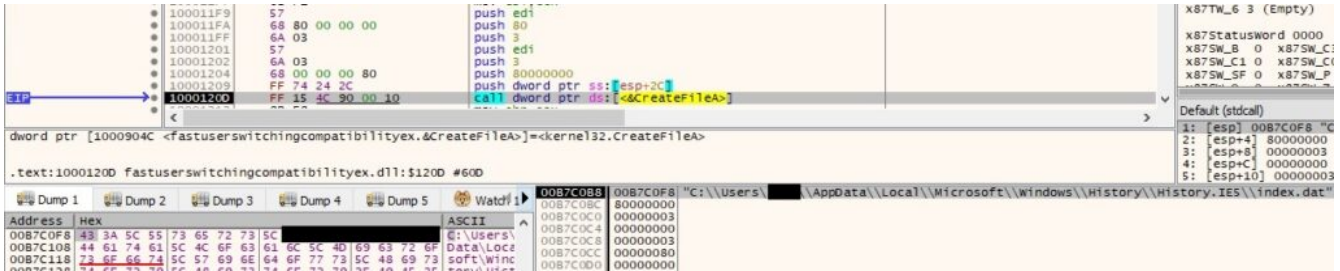 100011F9 57 push edi
100011FA 68 80 00 00 00 push 80
100011FF 6A 03 push 3
10001201 57 push edi
10001202 6A 03 push 3
10001204 68 00 00 00 80 push 80000000
10001209 FF 74 24 2C push dword ptr ss:[esp+2C]
EIP 1000120D FF 15 4C 90 00 10 call dword ptr ds:[<&CreateFileA>]
x87TW_6 3 (Empty)
x87StatusWord 0000
x87SW_B 0 x87SW_C3
x87SW_C1 0 x87SW_C0
x87SW_SF 0 x87SW_P
Default (stdcall)
1: [esp] 00B7C0F8 "C
2: [esp+4] 80000000
3: [esp+8] 00000003
4: [esp+C] 00000000
5: [esp+10] 00000003
dword ptr [1000904C <fastuserswitchingcompatibilityex.&CreateFileA>]=<kernel32.CreateFileA>
.text:1000120D fastuserswitchingcompatibilityex.dll:$120D #60D
Dump 1 Dump 2 Dump 3 Dump 4 Dump 5 Watch 1
Address Hex ASCII
00B7C0F8 43 3A 5C 55 73 65 72 73 5C C:\Users\
00B7C108 44 61 74 61 5C 4C 6F 63 61 6C 5C 4D 69 63 72 6F Data\Loca
00B7C118 73 6F 66 74 5C 57 69 6E 64 6F 77 73 5C 48 69 73 soft\Wind
00B7C0B8 00B7C0F8 "C:\\Users\ \\AppData\\Local\\Microsoft\\Windows\\History\\History.IE5\\index.dat"
00B7C0BC 80000000
00B7C0C0 00000003
00B7C0C4 00000000
00B7C0C8 00000003
00B7C0CC 00000080
00B7C0D0 00000000